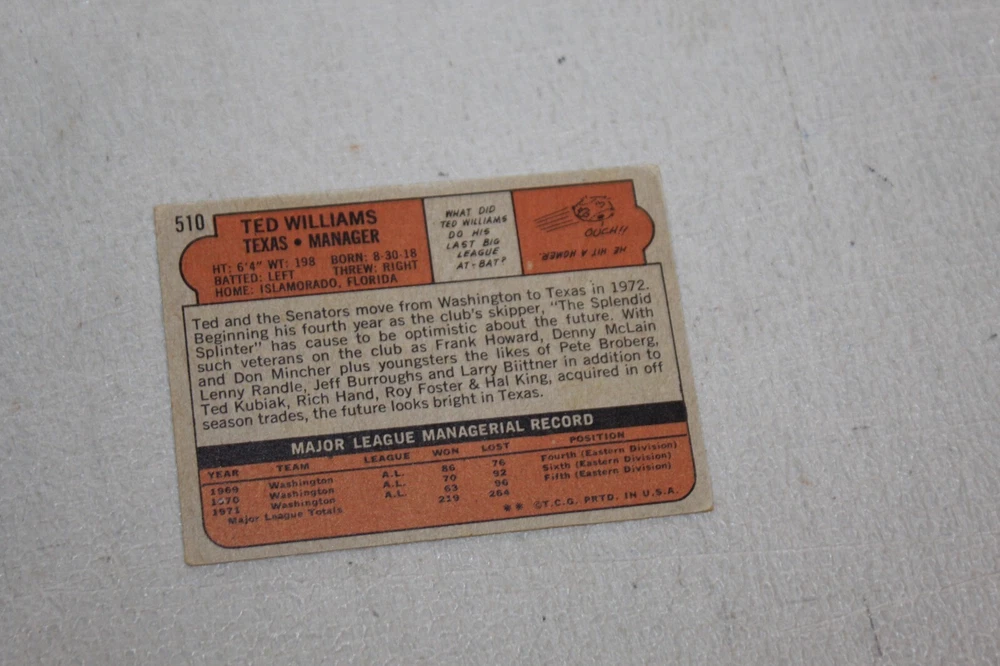 510
TED WILLIAMS
TEXAS • MANAGER
HT: 6'4" WT: 198 BORN: 8-30-18
BATTED: LEFT THREW: RIGHT
HOME: ISLAMORADO, FLORIDA
WHAT DID
TED WILLIAMS
DO HIS
LAST BIG
LEAGUE
AT-BAT?
OUCH!!
HE HIT A HOMER
Ted and the Senators move from Washington to Texas in 1972.
Beginning his fourth year as the club's skipper, "The Splendid
Splinter" has cause to be optimistic about the future. With
such veterans on the club as Frank Howard, Denny McLain
and Don Mincher plus youngsters the likes of Pete Broberg,
Lenny Randle, Jeff Burroughs and Larry Biittner in addition to
Ted Kubiak, Rich Hand, Roy Foster & Hal King, acquired in off
season trades, the future looks bright in Texas.
MAJOR LEAGUE MANAGERIAL RECORD
YEAR TEAM LEAGUE WON LOST POSITION
1969 Washington A.L. 86 76 Fourth (Eastern Division)
1970 Washington A.L. 70 92 Sixth (Eastern Division)
1971 Washington A.L. 63 96 Fifth (Eastern Division)
Major League Totals 219 264
** ©T.C.G. PRTD. IN U.S.A.